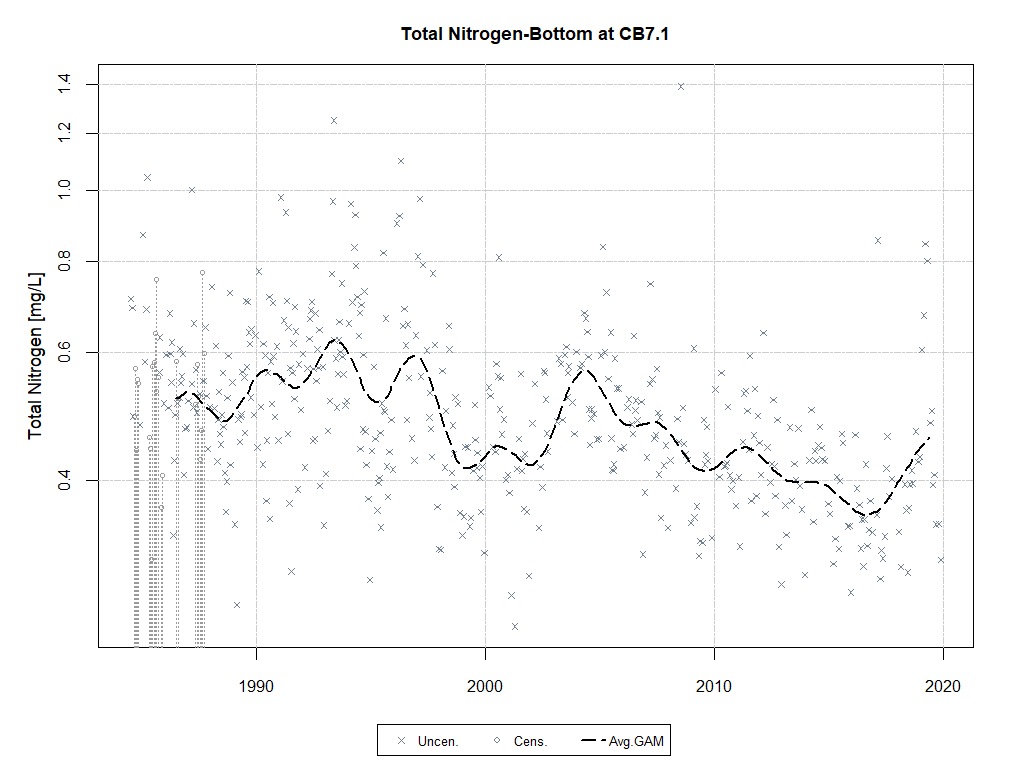 Total Nitrogen-Bottom at CB7.1
Total Nitrogen [mg/L]
1.4
1.2
1.0
0.8
0.6
0.4
1990 2000 2010 2020
Uncen. Cens. Avg.GAM